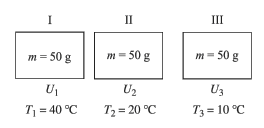 I II III
m = 50 g m = 50 g m = 50 g
U₁ U₂ U₃
T₁ = 40 °C T₂ = 20 °C T₃ = 10 °C